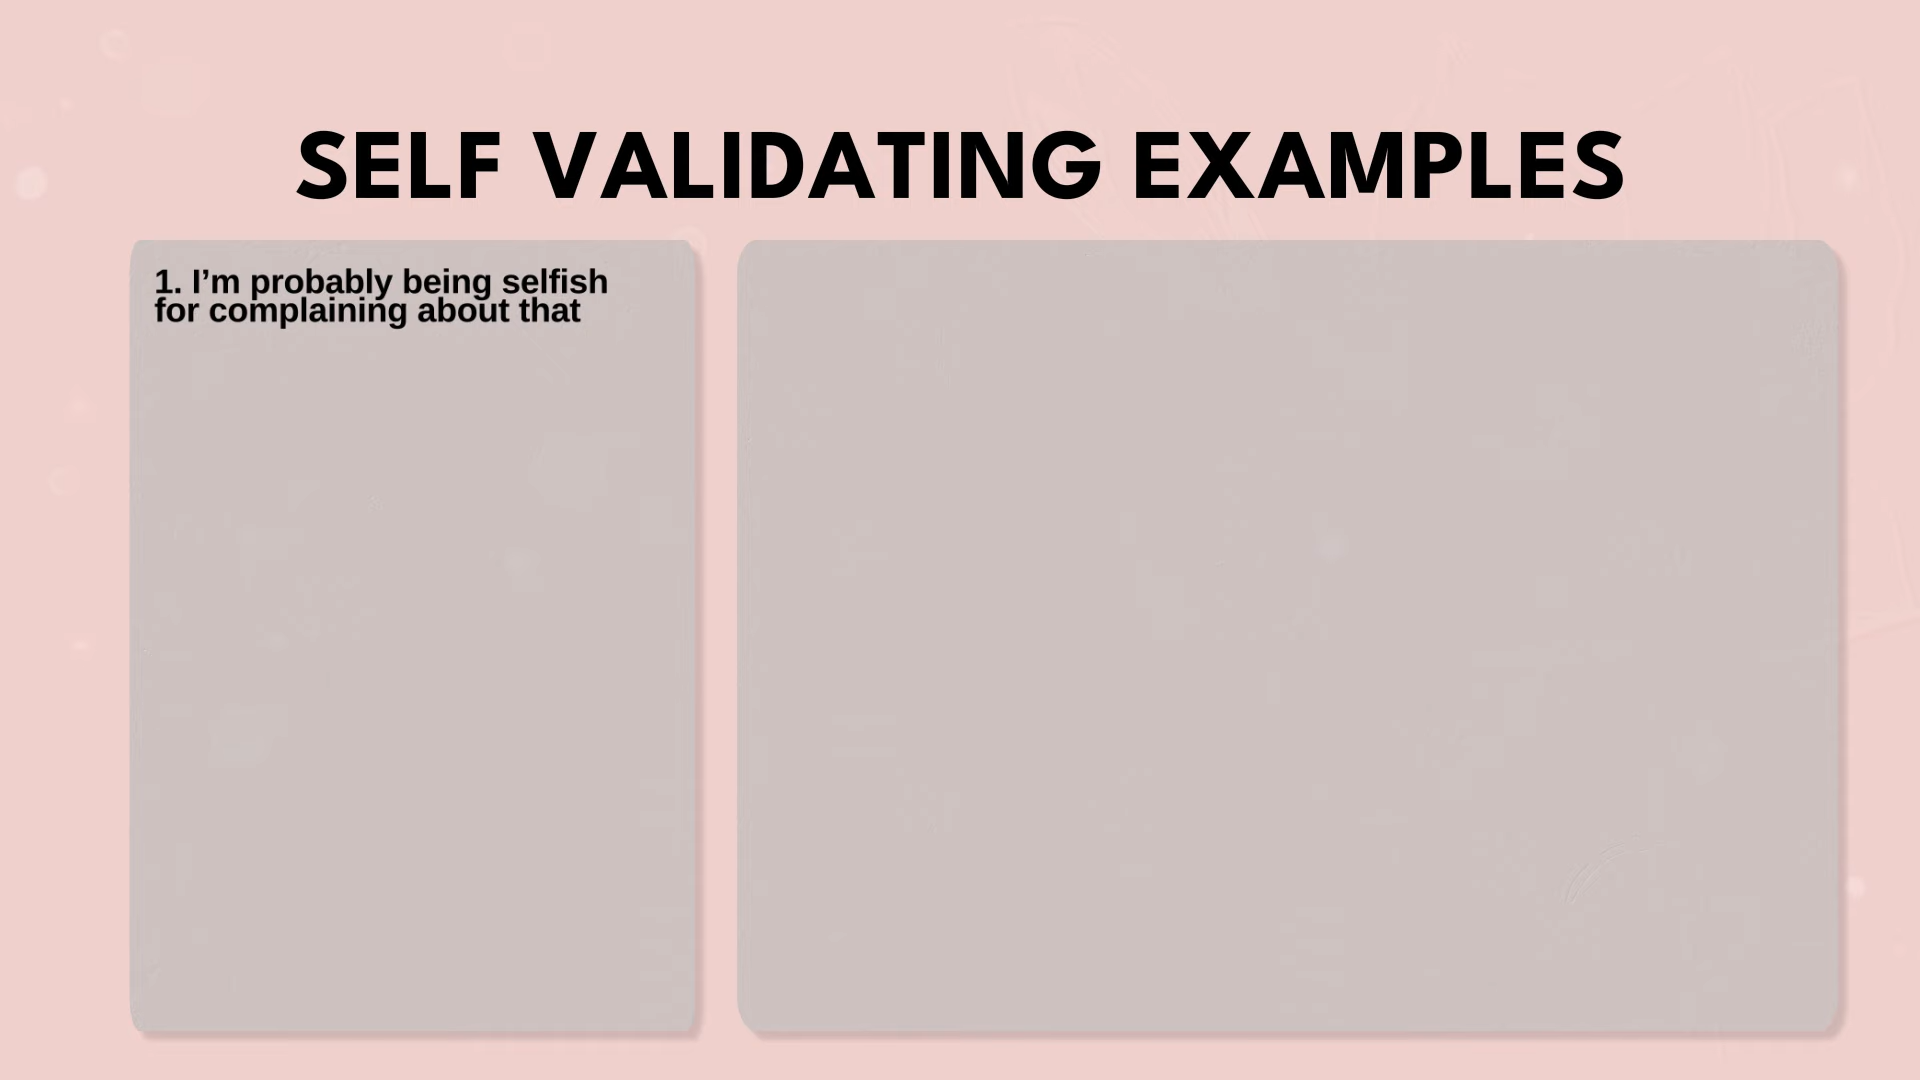 SELF VALIDATING EXAMPLES
1. I’m probably being selfish
for complaining about that